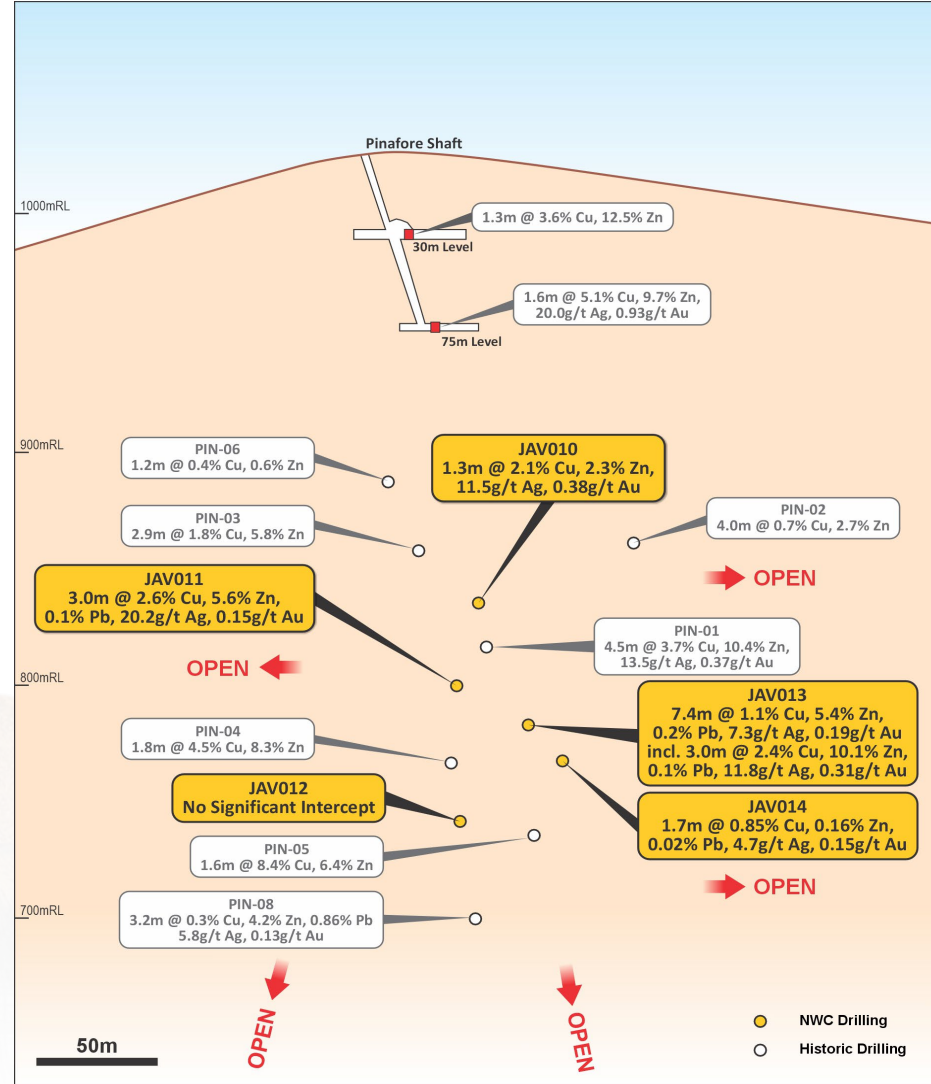 Pinafore Shaft
1000mRL
1.3m @ 3.6% Cu, 12.5% Zn
30m Level
1.6m @ 5.1% Cu, 9.7% Zn,
20.0g/t Ag, 0.93g/t Au
75m Level
900mRL
PIN-06
1.2m @ 0.4% Cu, 0.6% Zn
JAV010
1.3m @ 2.1% Cu, 2.3% Zn,
11.5g/t Ag, 0.38g/t Au
PIN-03
2.9m @ 1.8% Cu, 5.8% Zn
PIN-02
4.0m @ 0.7% Cu, 2.7% Zn
OPEN
JAV011
3.0m @ 2.6% Cu, 5.6% Zn,
0.1% Pb, 20.2g/t Ag, 0.15g/t Au
PIN-01
4.5m @ 3.7% Cu, 10.4% Zn,
13.5g/t Ag, 0.37g/t Au
OPEN
800mRL
JAV013
7.4m @ 1.1% Cu, 5.4% Zn,
0.2% Pb, 7.3g/t Ag, 0.19g/t Au
incl. 3.0m @ 2.4% Cu, 10.1% Zn,
0.1% Pb, 11.8g/t Ag, 0.31g/t Au
PIN-04
1.8m @ 4.5% Cu, 8.3% Zn
JAV012
No Significant Intercept
JAV014
1.7m @ 0.85% Cu, 0.16% Zn,
0.02% Pb, 4.7g/t Ag, 0.15g/t Au
PIN-05
1.6m @ 8.4% Cu, 6.4% Zn
OPEN
PIN-08
3.2m @ 0.3% Cu, 4.2% Zn, 0.86% Pb
5.8g/t Ag, 0.13g/t Au
700mRL
OPEN
OPEN
NWC Drilling
Historic Drilling
50m